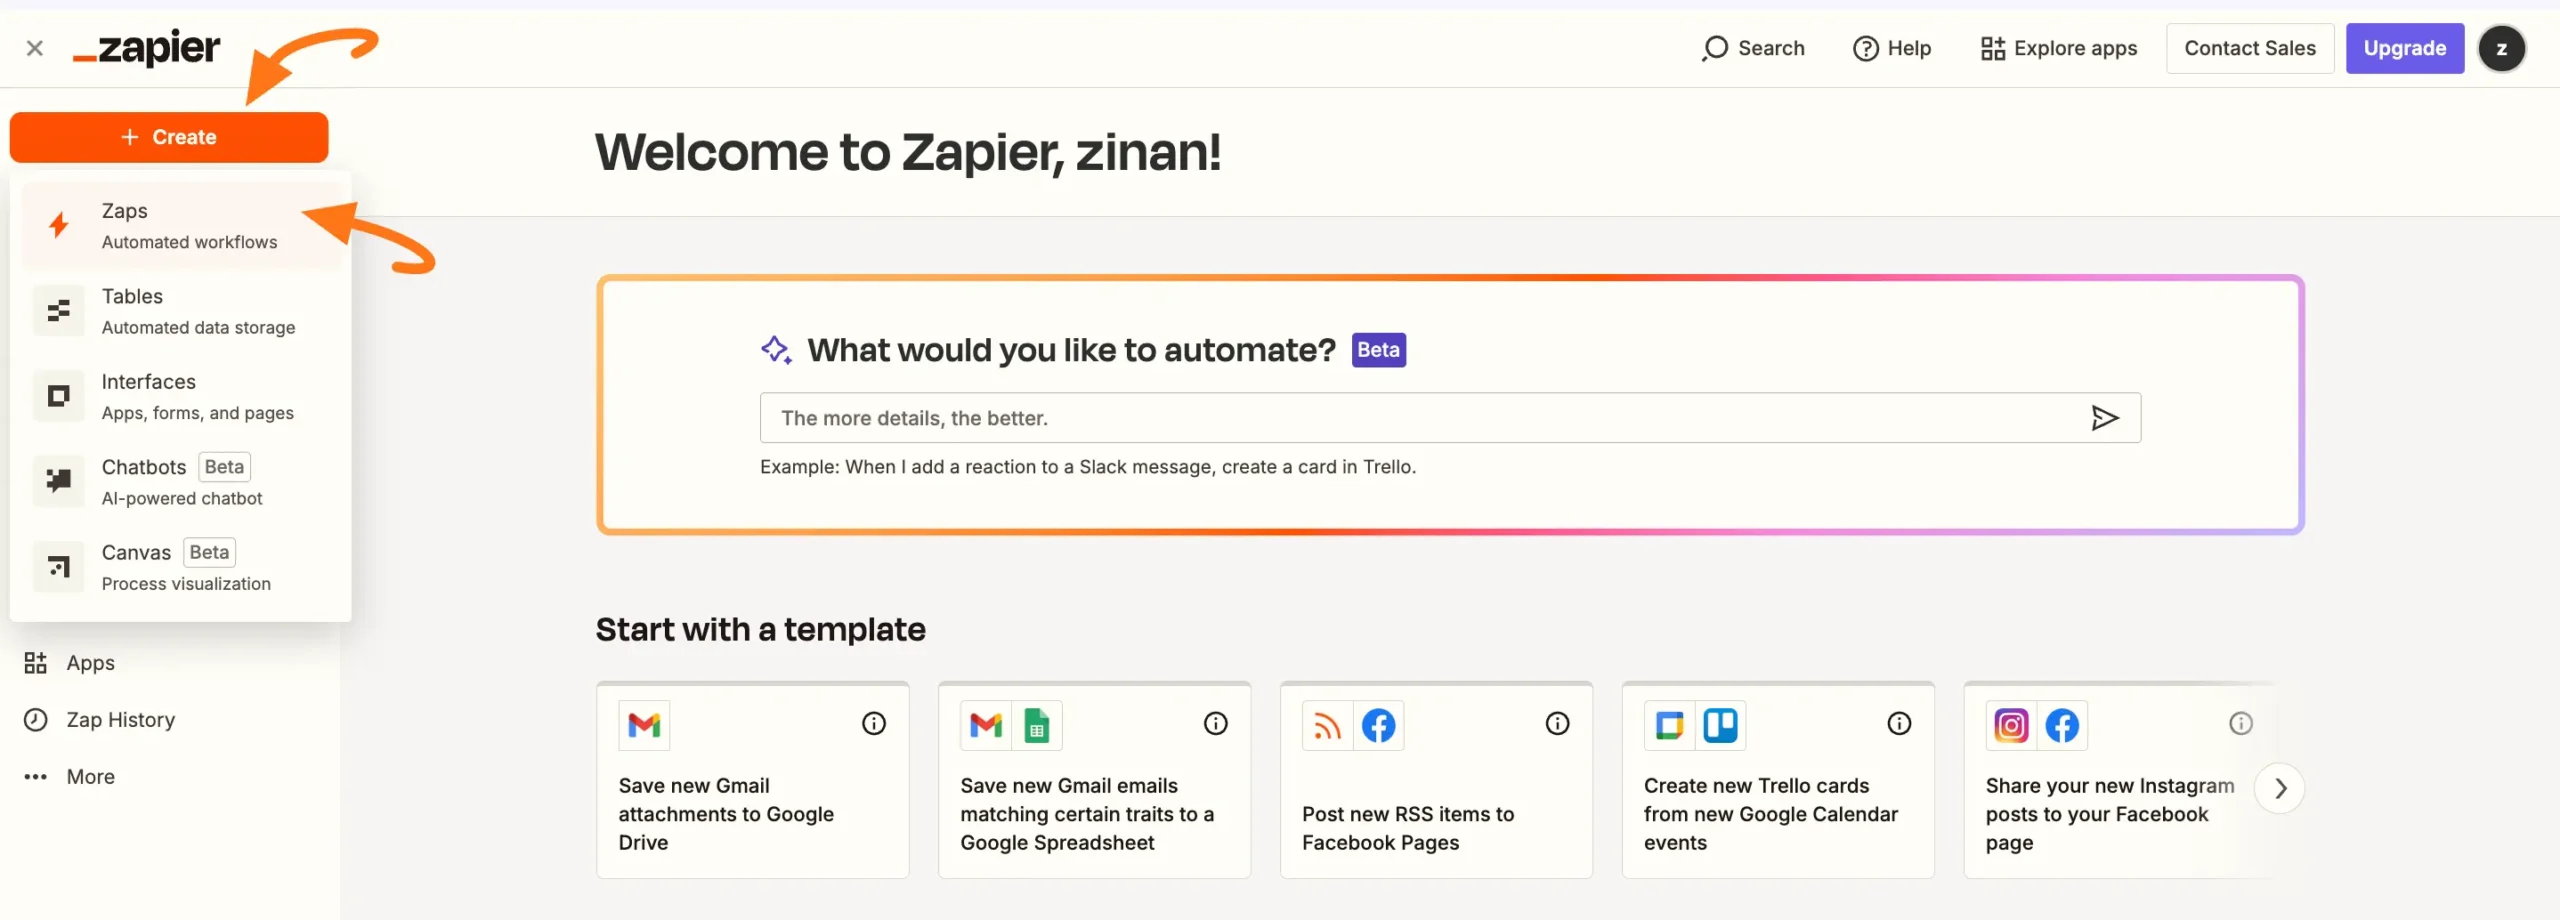 zapier
Search
Help
Explore apps
Contact Sales
Upgrade
z
+ Create
Welcome to Zapier, zinan!
Zaps
Automated workflows
Tables
Automated data storage
Interfaces
Apps, forms, and pages
Chatbots Beta
AI-powered chatbot
Canvas Beta
Process visualization
Apps
Zap History
More
What would you like to automate? Beta
The more details, the better.
Example: When I add a reaction to a Slack message, create a card in Trello.
Start with a template
Save new Gmail
attachments to Google
Drive
Save new Gmail emails
matching certain traits to a
Google Spreadsheet
Post new RSS items to
Facebook Pages
Create new Trello cards
from new Google Calendar
events
Share your new Instagram
posts to your Facebook
page